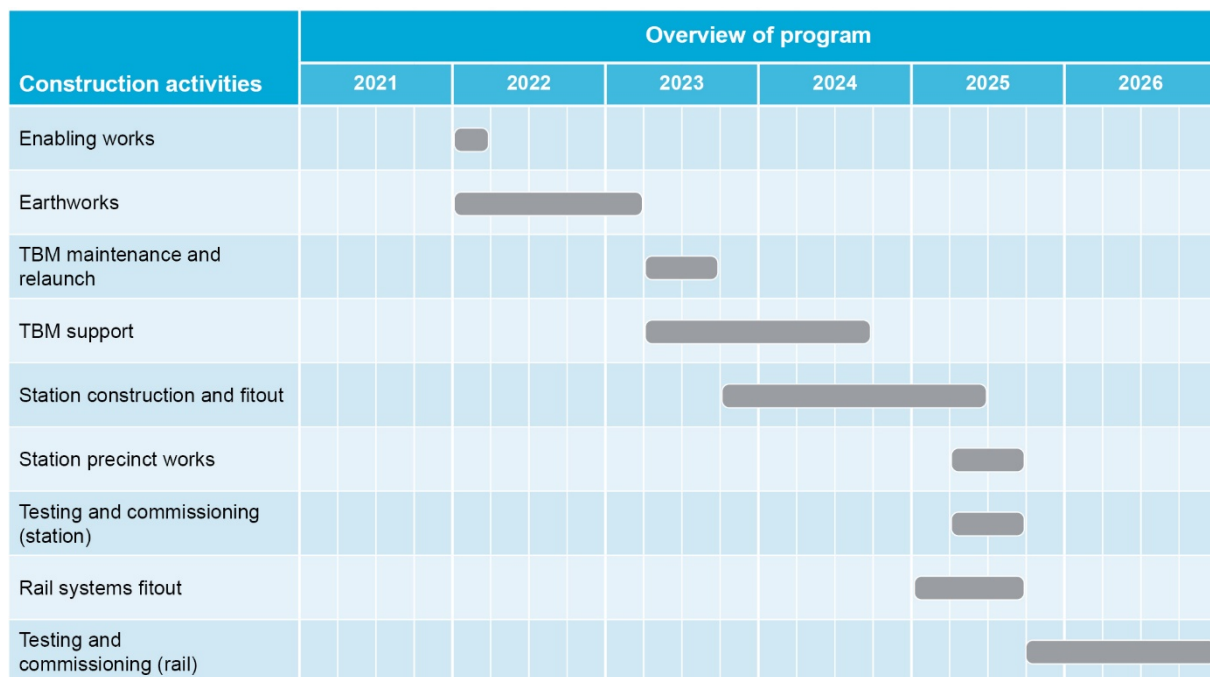 Overview of program
Construction activities
2021 2022 2023 2024 2025 2026
Enabling works
Earthworks
TBM maintenance and
relaunch
TBM support
Station construction and fitout
Station precinct works
Testing and commissioning
(station)
Rail systems fitout
Testing and
commissioning (rail)